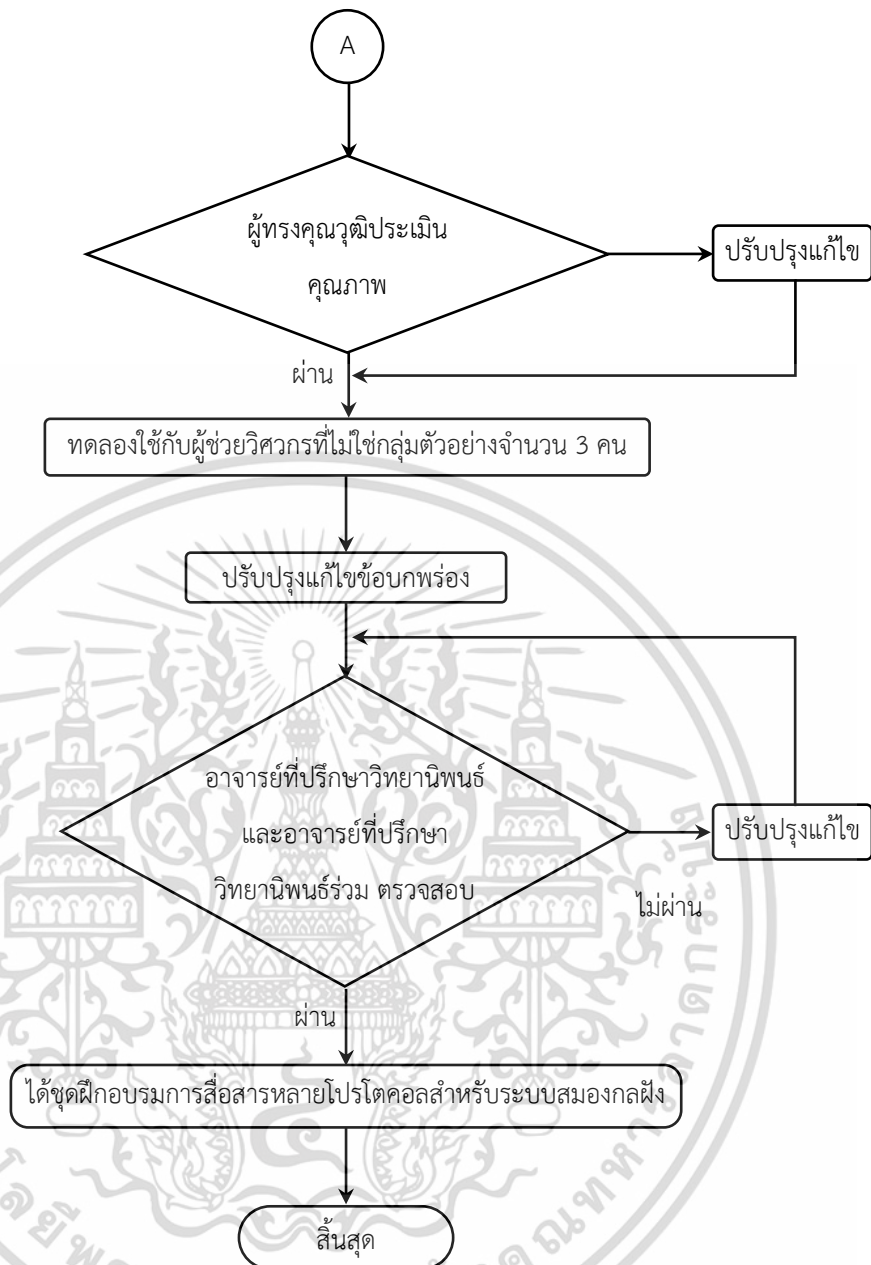 A
ผู้ทรงคุณวุฒิประเมิน
คุณภาพ
ปรับปรุงแก้ไข
ผ่าน
ทดลองใช้กับผู้ช่วยวิศวกรที่ไม่ใช่กลุ่มตัวอย่างจำนวน 3 คน
ปรับปรุงแก้ไขข้อบกพร่อง
อาจารย์ที่ปรึกษาวิทยานิพนธ์
และอาจารย์ที่ปรึกษา
วิทยานิพนธ์ร่วม ตรวจสอบ
ปรับปรุงแก้ไข
ไม่ผ่าน
ผ่าน
ได้ชุดฝึกอบรมการสื่อสารหลายโปรโตคอลสำหรับระบบสมองกลฝัง
สิ้นสุด